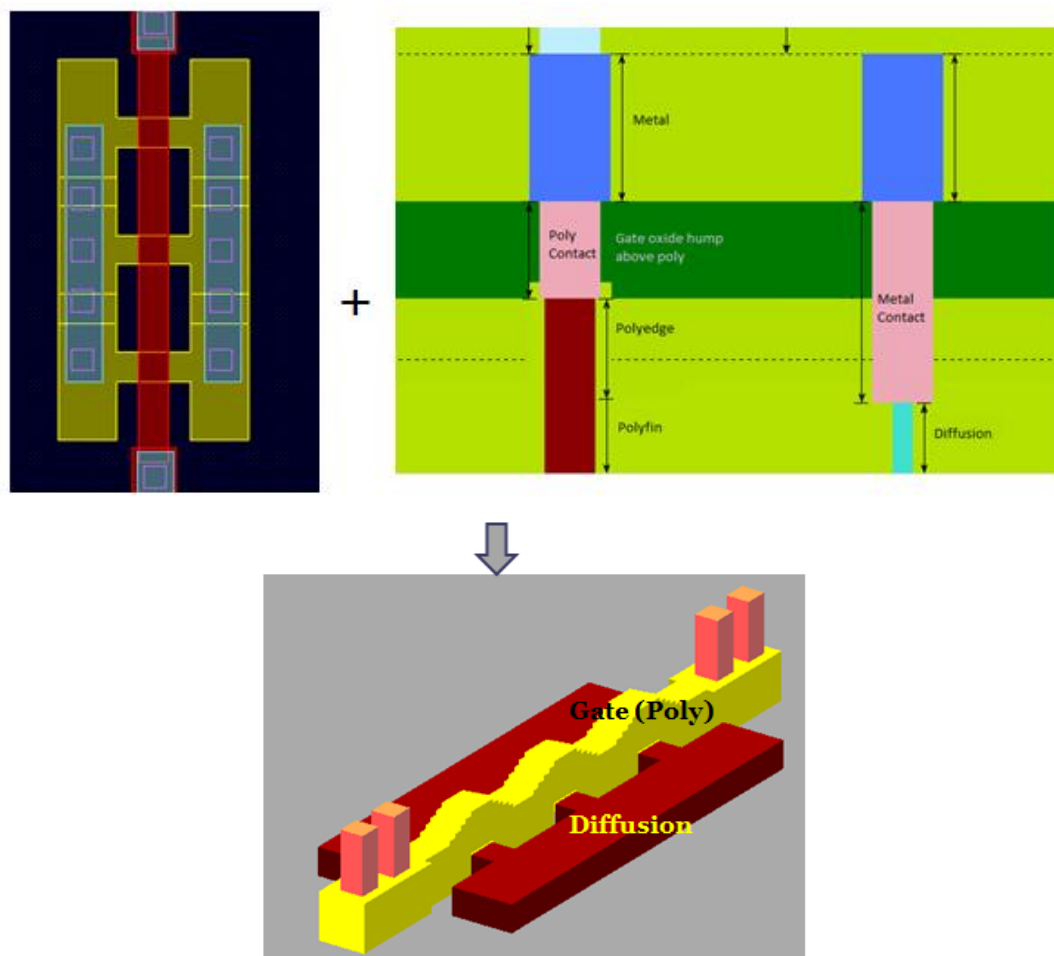 Metal
Poly
Contact
Gate oxide hump
above poly
Metal
Contact
Polyedge
Polyfin
Diffusion
+
Gate (Poly)
Diffusion